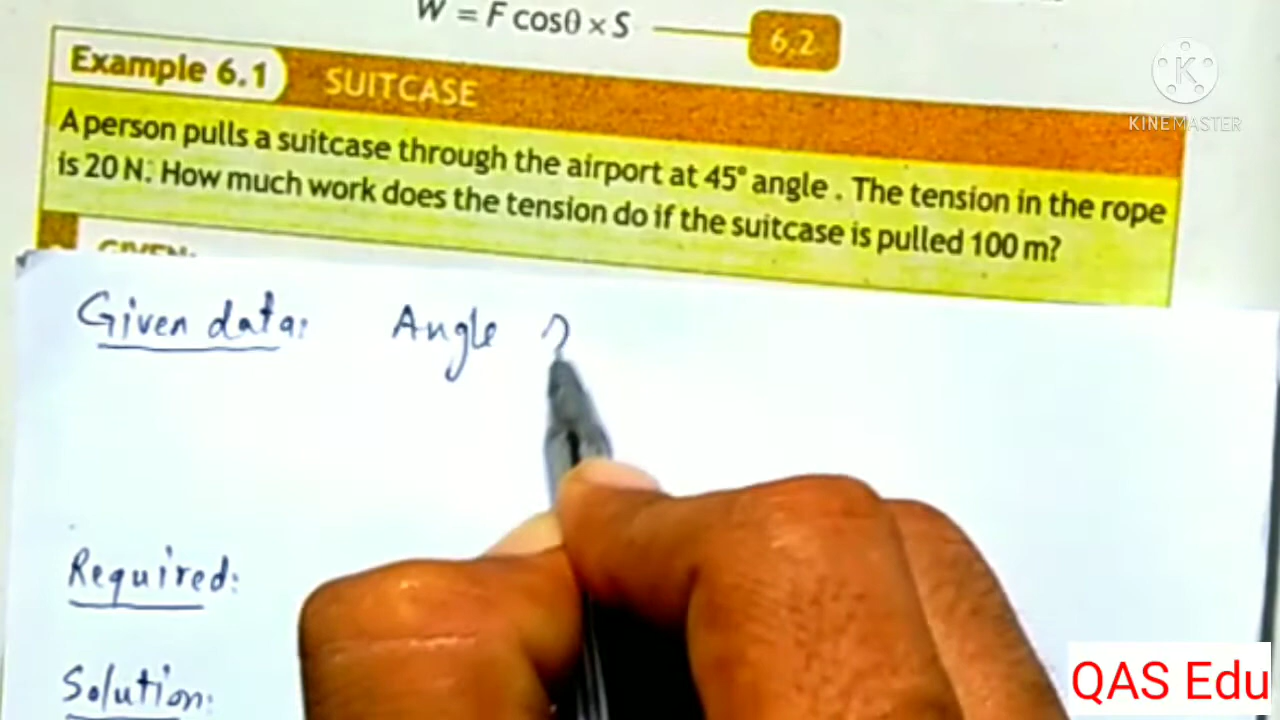 W = F cosθ × S 6.2
Example 6.1 SUITCASE
KINEMASTER
A person pulls a suitcase through the airport at 45° angle . The tension in the rope
is 20 N. How much work does the tension do if the suitcase is pulled 100 m?
GIVEN:
Given data: Angle
Required:
Solution:
QAS Edu